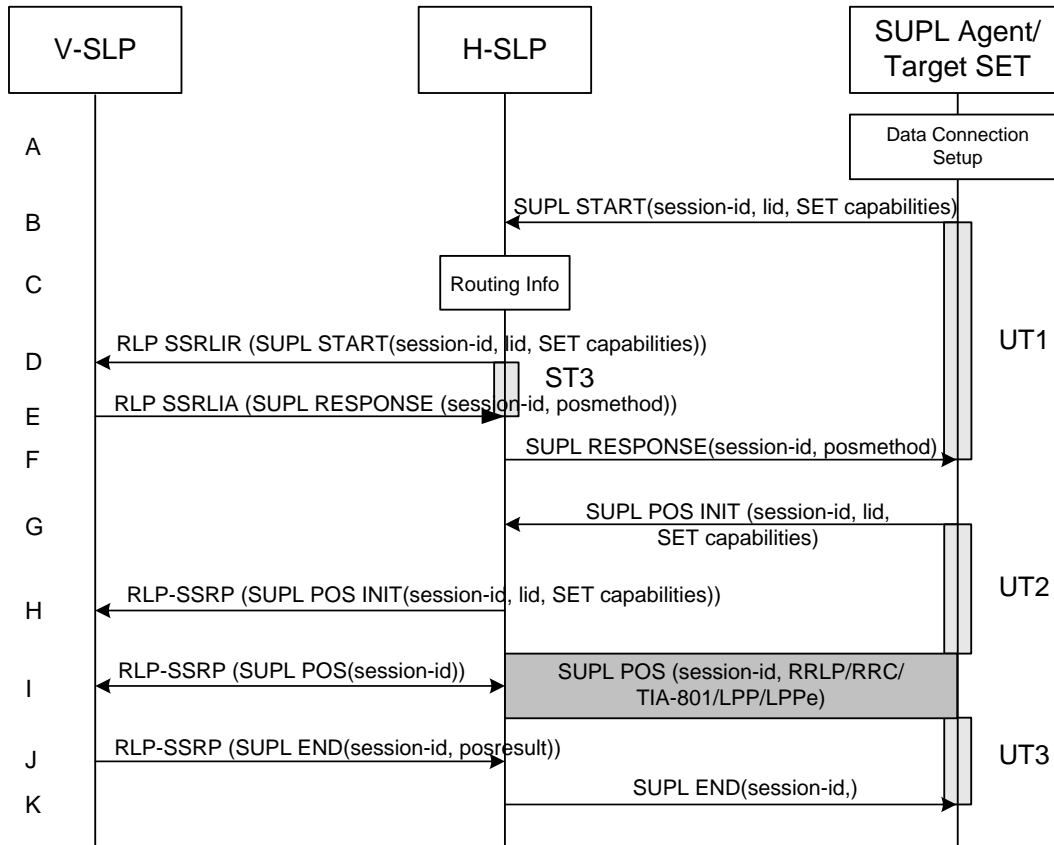 V-SLP
H-SLP
SUPL Agent/
Target SET
A
Data Connection
Setup
B
SUPL START(session-id, lid, SET capabilities)
C
Routing Info
UT1
D
RLP SSRLIR (SUPL START(session-id, lid, SET capabilities))
ST3
E
RLP SSRLIA (SUPL RESPONSE (session-id, posmethod))
F
SUPL RESPONSE(session-id, posmethod)
G
SUPL POS INIT (session-id, lid,
SET capabilities)
UT2
H
RLP-SSRP (SUPL POS INIT(session-id, lid, SET capabilities))
I
RLP-SSRP (SUPL POS(session-id))
SUPL POS (session-id, RRLP/RRC/
TIA-801/LPP/LPPe)
J
RLP-SSRP (SUPL END(session-id, posresult))
UT3
K
SUPL END(session-id,)